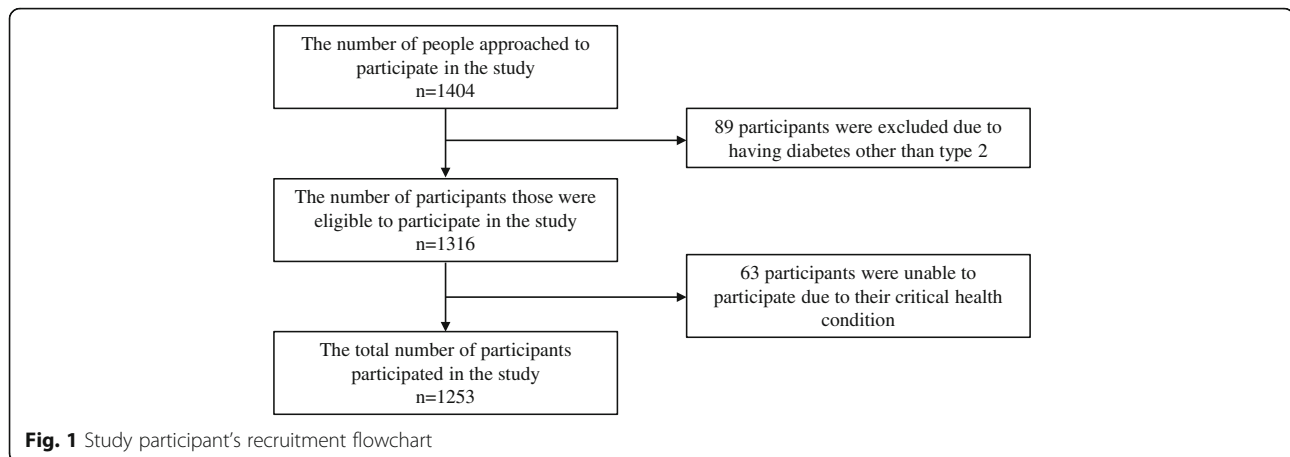 The number of people approached to
participate in the study
n=1404
89 participants were excluded due to
having diabetes other than type 2
The number of participants those were
eligible to participate in the study
n=1316
63 participants were unable to
participate due to their critical health
condition
The total number of participants
participated in the study
n=1253
Fig. 1 Study participant's recruitment flowchart